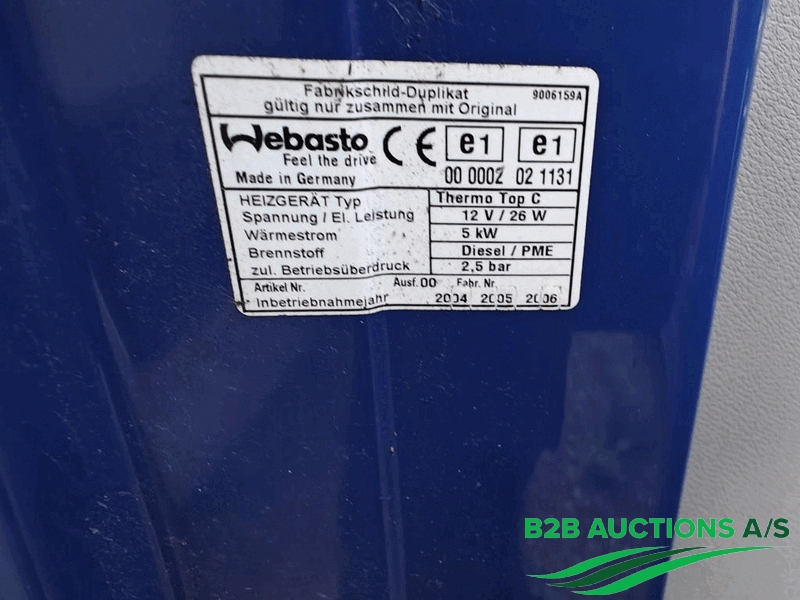 Fabrikschild-Duplikat 9006159A
gültig nur zusammen mit Original
Webasto CE e1 e1
Feel the drive
Made in Germany 00 0002 02 1131
HEIZGERÄT Typ Thermo Top C
Spannung / El. Leistung 12 V / 26 W
Wärmestrom 5 kW
Brennstoff Diesel / PME
zul. Betriebsüberdruck 2,5 bar
Artikel Nr. Ausf. 00 Fabr. Nr.
Inbetriebnahmejahr 2004 2005 2006
B2B AUCTIONS A/S